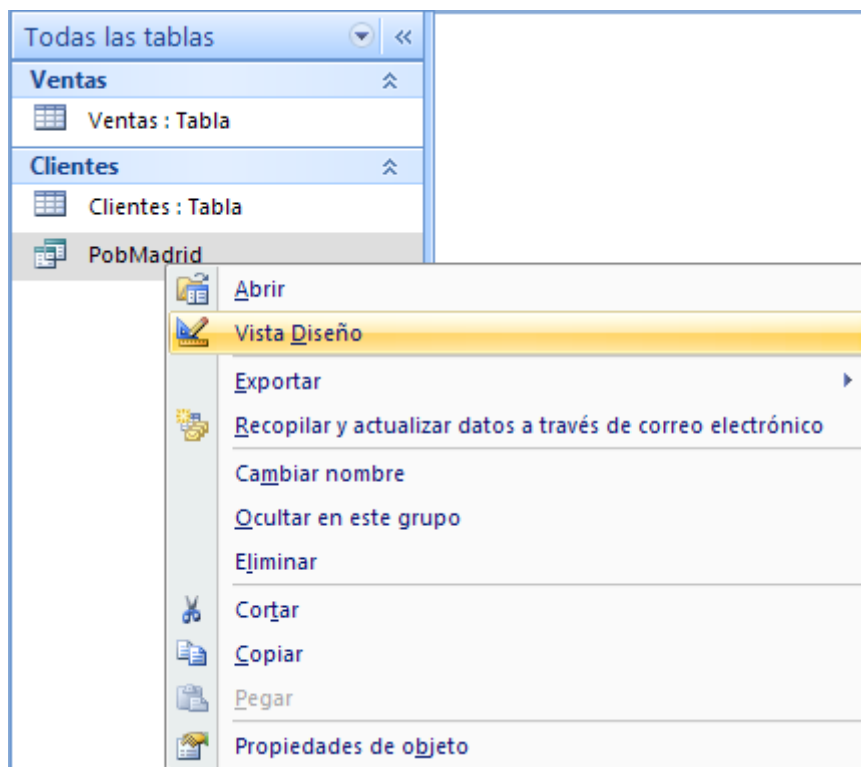 Todas las tablas
Ventas
Ventas : Tabla
Clientes
Clientes : Tabla
PobMadrid
Abrir
Vista Diseño
Exportar
Recopilar y actualizar datos a través de correo electrónico
Cambiar nombre
Ocultar en este grupo
Eliminar
Cortar
Copiar
Pegar
Propiedades de objeto